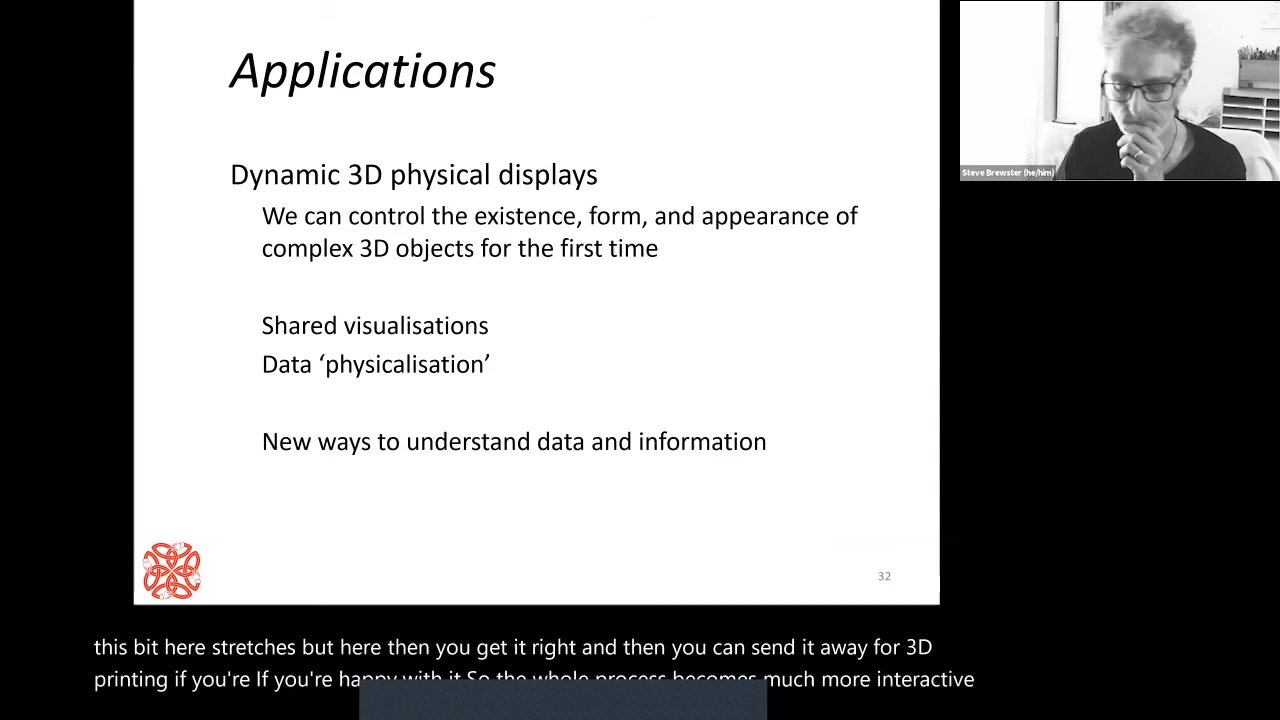 Applications
Dynamic 3D physical displays
We can control the existence, form, and appearance of
complex 3D objects for the first time
Shared visualisations
Data ‘physicalisation’
New ways to understand data and information
32
Steve Brewster (he/him)
this bit here stretches but here then you get it right and then you can send it away for 3D
printing if you're If you're happy with it So the whole process becomes much more interactive